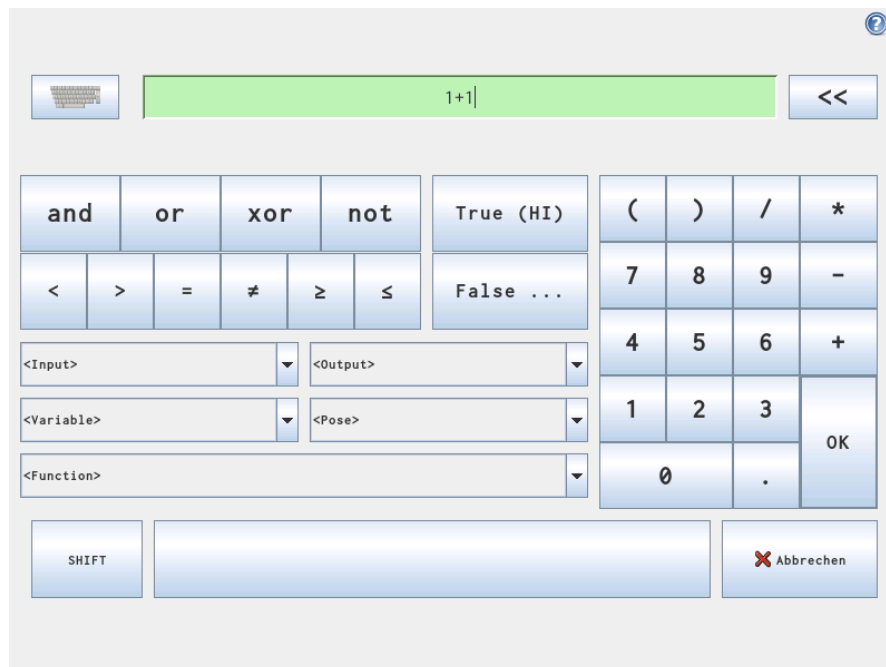 ?
1+1
<<
and or xor not True (HI) ( ) / *
< > = ≠ ≥ ≤ False ... 7 8 9 -
<Input> <Output> 4 5 6 +
<Variable> <Pose> 1 2 3 OK
<Function> 0 .
SHIFT Abbrechen